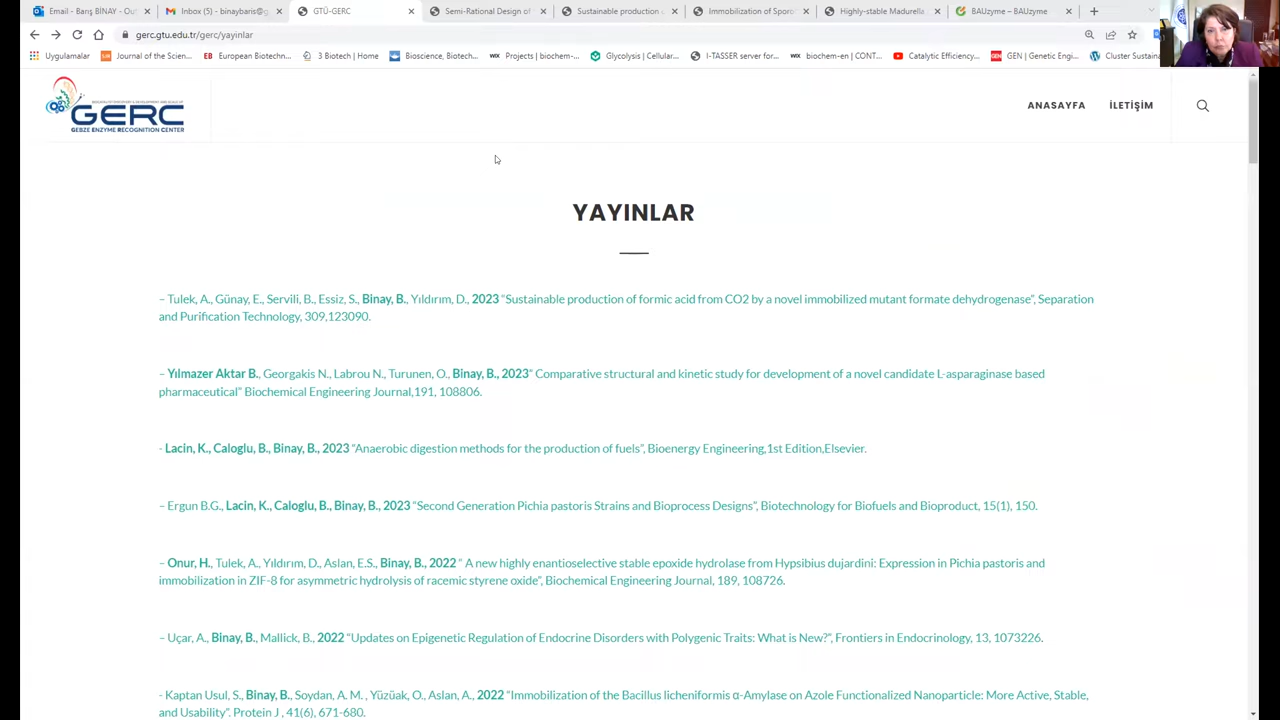 Email - Barış BİNAY - Ou
Inbox (5) - binaybaris@g
GTÜ-GERC
Semi-Rational Design of
Sustainable production
Immobilization of Sporo
Highly-stable Madurella
BAUzyme – BAUzyme
gerc.gtu.edu.tr/gerc/yayinlar
Uygulamalar
Journal of the Scien...
European Biotechn...
3 Biotech | Home
Bioscience, Biotech...
Projects | biochem-...
Glycolysis | Cellular...
I-TASSER server for...
biochem-en | CONT...
Catalytic Efficiency...
GEN | Genetic Engi...
Cluster Sustaina
GERC
GEBZE ENZYME RECOGNITION CENTER
ANASAYFA
İLETİŞİM
YAYINLAR
– Tulek, A., Günay, E., Servili, B., Essiz, S., Binay, B., Yıldırım, D., 2023 “Sustainable production of formic acid from CO2 by a novel immobilized mutant formate dehydrogenase”, Separation
and Purification Technology, 309,123090.
– Yılmazer Aktar B., Georgakis N., Labrou N., Turunen, O., Binay, B., 2023“ Comparative structural and kinetic study for development of a novel candidate L-asparaginase based
pharmaceutical” Biochemical Engineering Journal,191, 108806.
- Lacin, K., Caloglu, B., Binay, B., 2023 “Anaerobic digestion methods for the production of fuels”, Bioenergy Engineering,1st Edition,Elsevier.
– Ergun B.G., Lacin, K., Caloglu, B., Binay, B., 2023 “Second Generation Pichia pastoris Strains and Bioprocess Designs”, Biotechnology for Biofuels and Bioproduct, 15(1), 150.
– Onur, H., Tulek, A., Yıldırım, D., Aslan, E.S., Binay, B., 2022 “ A new highly enantioselective stable epoxide hydrolase from Hypsibius dujardini: Expression in Pichia pastoris and
immobilization in ZIF-8 for asymmetric hydrolysis of racemic styrene oxide”, Biochemical Engineering Journal, 189, 108726.
– Uçar, A., Binay, B., Mallick, B., 2022 “Updates on Epigenetic Regulation of Endocrine Disorders with Polygenic Traits: What is New?”, Frontiers in Endocrinology, 13, 1073226.
- Kaptan Usul, S., Binay, B., Soydan, A. M. , Yüzüak, O., Aslan, A., 2022 “Immobilization of the Bacillus licheniformis α-Amylase on Azole Functionalized Nanoparticle: More Active, Stable,
and Usability”. Protein J , 41(6), 671-680.